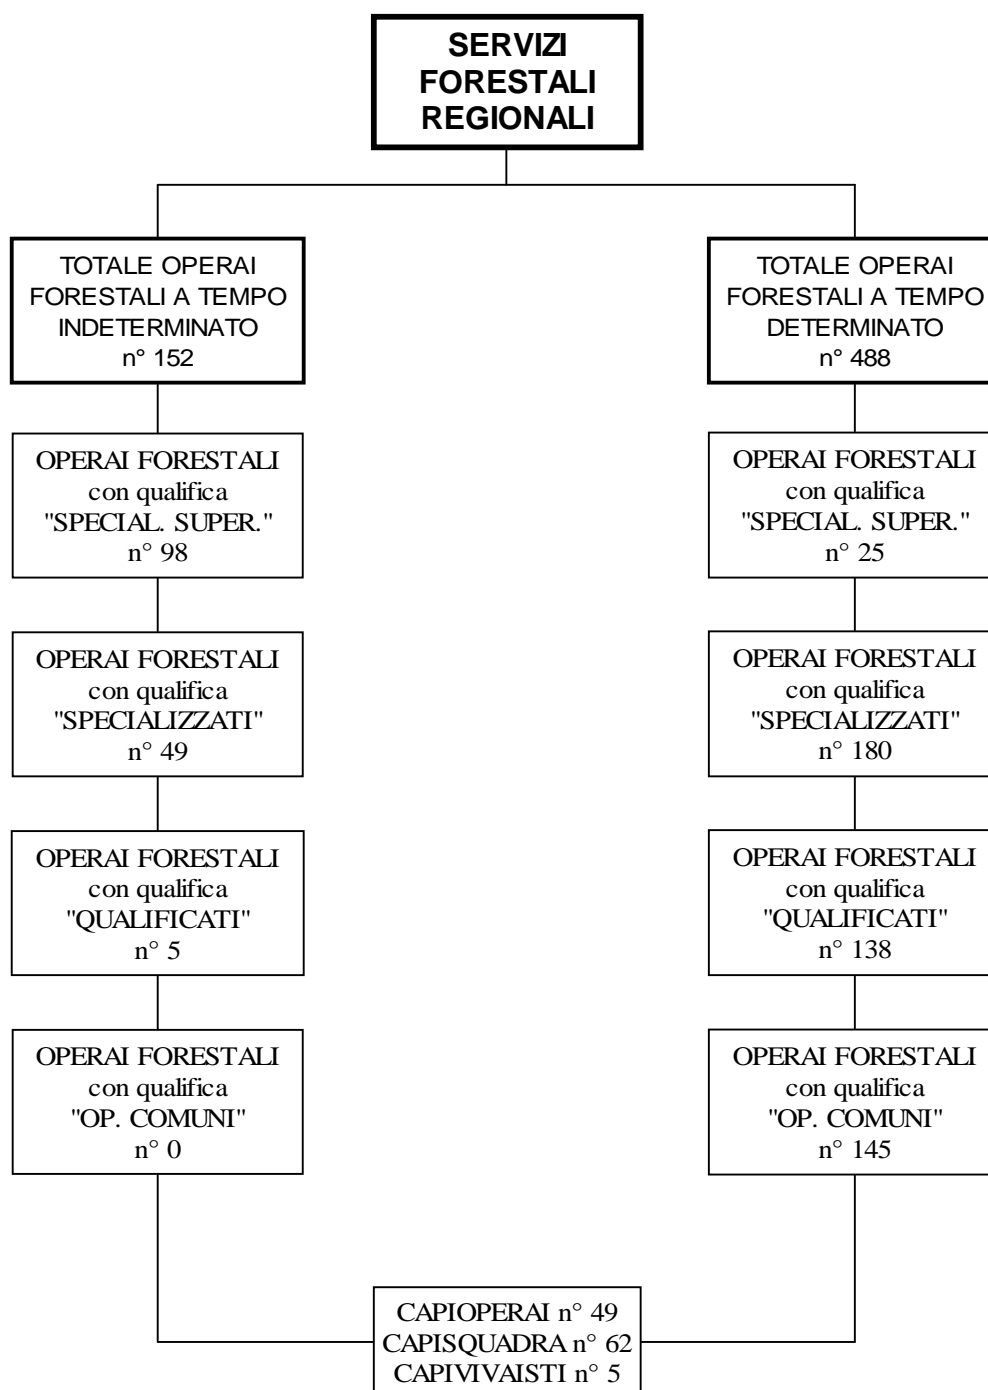 SERVIZI
FORESTALI
REGIONALI
TOTALE OPERAI
FORESTALI A TEMPO
INDETERMINATO
n° 152
TOTALE OPERAI
FORESTALI A TEMPO
DETERMINATO
n° 488
OPERAI FORESTALI
con qualifica
"SPECIAL. SUPER."
n° 98
OPERAI FORESTALI
con qualifica
"SPECIAL. SUPER."
n° 25
OPERAI FORESTALI
con qualifica
"SPECIALIZZATI"
n° 49
OPERAI FORESTALI
con qualifica
"SPECIALIZZATI"
n° 180
OPERAI FORESTALI
con qualifica
"QUALIFICATI"
n° 5
OPERAI FORESTALI
con qualifica
"QUALIFICATI"
n° 138
OPERAI FORESTALI
con qualifica
"OP. COMUNI"
n° 0
OPERAI FORESTALI
con qualifica
"OP. COMUNI"
n° 145
CAPIOPERAI n° 49
CAPISQUADRA n° 62
CAPIVIVAISTI n° 5